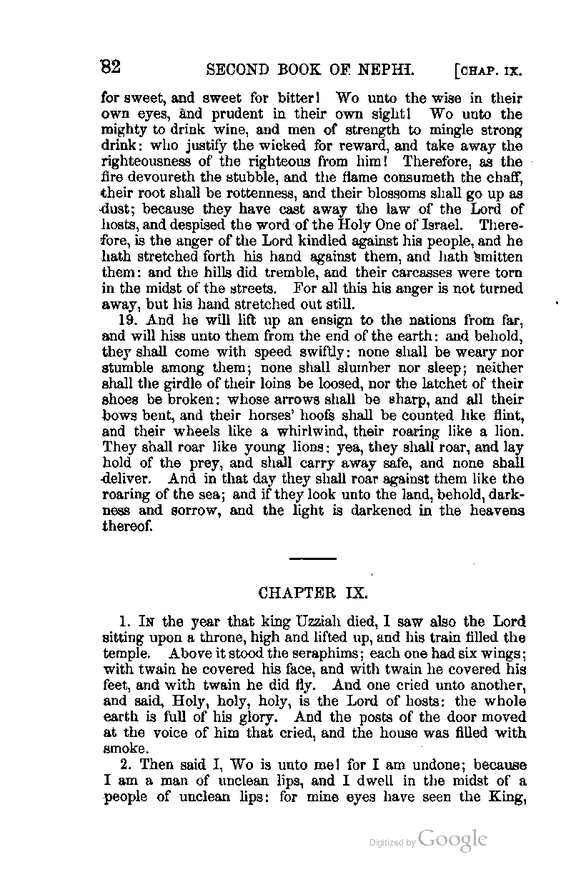 82 SECOND BOOK OF NEPHI. [CHAP. IX.
for sweet, and sweet for bitter! Wo unto the wise in their
own eyes, and prudent in their own sight! Wo unto the
mighty to drink wine, and men of strength to mingle strong
drink: who justify the wicked for reward, and take away the
righteousness of the righteous from him! Therefore, as the
fire devoureth the stubble, and the flame consumeth the chaff,
their root shall be rottenness, and their blossoms shall go up as
dust; because they have cast away the law of the Lord of
hosts, and despised the word of the Holy One of Israel. There-
fore, is the anger of the Lord kindled against his people, and he
hath stretched forth his hand against them, and hath smitten
them: and the hills did tremble, and their carcasses were torn
in the midst of the streets. For all this his anger is not turned
away, but his hand stretched out still.
19. And he will lift up an ensign to the nations from far,
and will hiss unto them from the end of the earth: and behold,
they shall come with speed swiftly: none shall be weary nor
stumble among them; none shall slumber nor sleep; neither
shall the girdle of their loins be loosed, nor the latchet of their
shoes be broken: whose arrows shall be sharp, and all their
bows bent, and their horses' hoofs shall be counted like flint,
and their wheels like a whirlwind, their roaring like a lion.
They shall roar like young lions: yea, they shall roar, and lay
hold of the prey, and shall carry away safe, and none shall
deliver. And in that day they shall roar against them like the
roaring of the sea; and if they look unto the land, behold, dark-
ness and sorrow, and the light is darkened in the heavens
thereof.
CHAPTER IX.
1. IN the year that king Uzziah died, I saw also the Lord
sitting upon a throne, high and lifted up, and his train filled the
temple. Above it stood the seraphims; each one had six wings;
with twain he covered his face, and with twain he covered his
feet, and with twain he did fly. And one cried unto another,
and said, Holy, holy, holy, is the Lord of hosts: the whole
earth is full of his glory. And the posts of the door moved
at the voice of him that cried, and the house was filled with
smoke.
2. Then said I, Wo is unto me! for I am undone; because
I am a man of unclean lips, and I dwell in the midst of a
people of unclean lips: for mine eyes have seen the King,
Digitized by Google